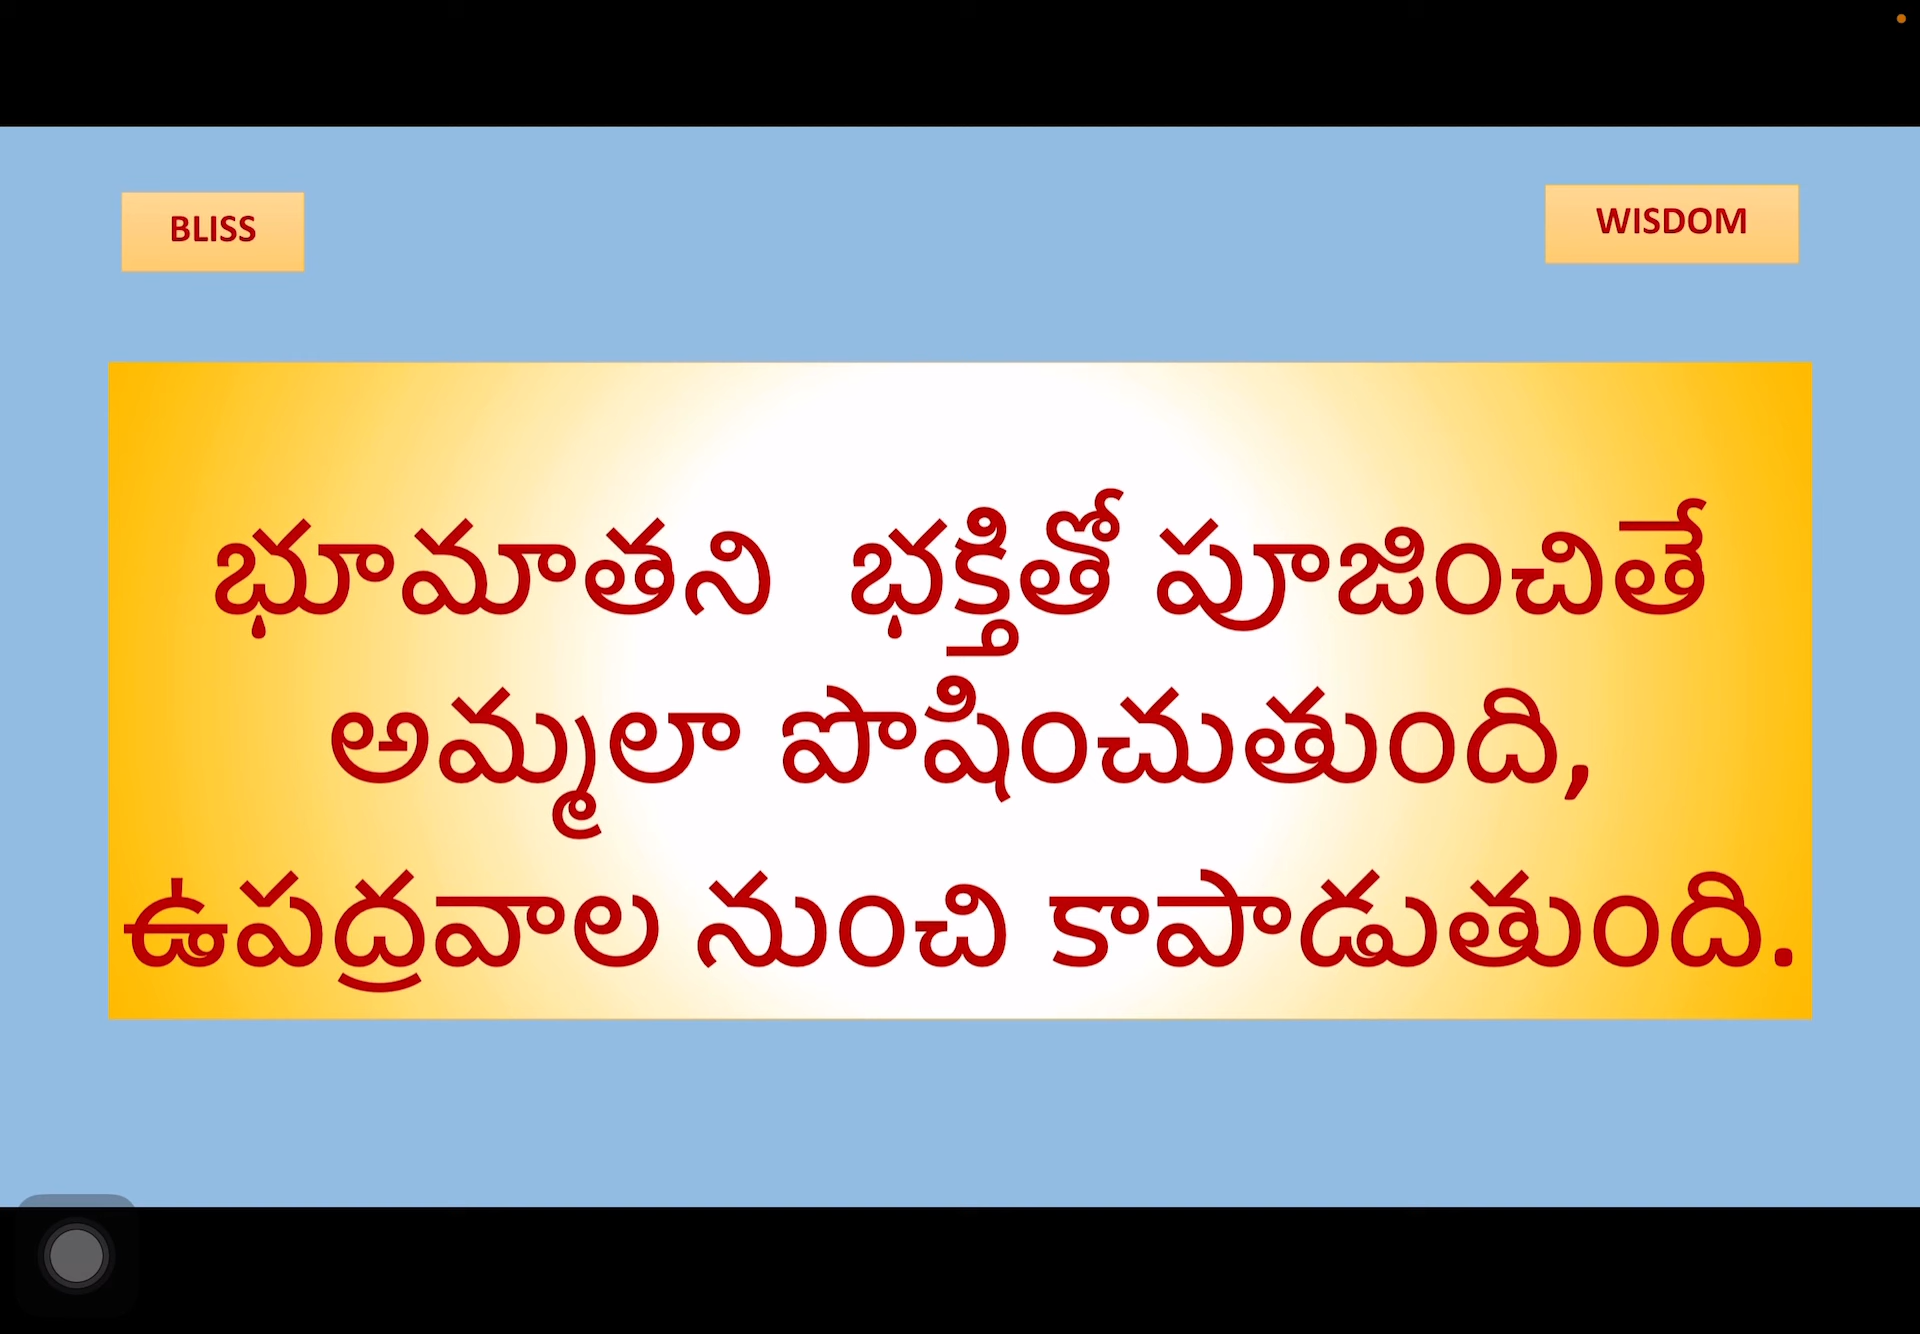 BLISS
WISDOM
భూమాతని భక్తితో పూజించితే
అమ్మలా పొషించుతుంది,
ఉపద్రవాల నుంచి కాపాడుతుంది.